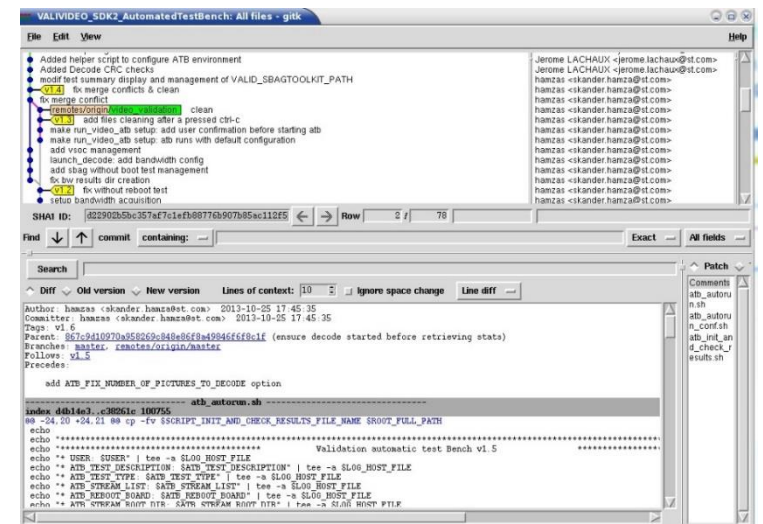 VALIVIDEO_SDK2_AutomatedTestBench: All files - gitk
File Edit View Help
Added helper script to configure ATB environment Jerome LACHAUX <jerome.lachaux@st.com>
Added Decode CRC checks Jerome LACHAUX <jerome.lachaux@st.com>
modif test summary display and management of VALID_SBAGTOOLKIT_PATH hamzas <skander.hamza@st.com>
v1.4 fix merge conflicts & clean hamzas <skander.hamza@st.com>
fix merge conflict hamzas <skander.hamza@st.com>
remotes/origin/video_validation clean hamzas <skander.hamza@st.com>
v1.3 add files cleaning after a pressed ctrl-c hamzas <skander.hamza@st.com>
make run_video_atb setup: add user confirmation before starting atb hamzas <skander.hamza@st.com>
make run_video_atb setup: atb runs with default configuration hamzas <skander.hamza@st.com>
add vsoc management hamzas <skander.hamza@st.com>
launch_decode: add bandwidth config hamzas <skander.hamza@st.com>
add sbag without boot test management hamzas <skander.hamza@st.com>
fix bw results dir creation hamzas <skander.hamza@st.com>
v1.2 fix without reboot test hamzas <skander.hamza@st.com>
setup bandwidth acquisition hamzas <skander.hamza@st.com>
SHA1 ID: d22902b5bc357af7c1efb88776b907b85ac112f5 Row 2 / 78
Find commit containing: Exact All fields
Search
Diff Old version New version Lines of context: 10 Ignore space change Line diff
Patch
Comments
atb_autoru
n.sh
atb_autoru
n_conf.sh
atb_init_an
d_check_r
esults.sh
Author: hamzas <skander.hamza@st.com> 2013-10-25 17:45:35
Committer: hamzas <skander.hamza@st.com> 2013-10-25 17:45:35
Tags: v1.6
Parent: 867c9d10970a958269c848e86f8a49846f6f8c1f (ensure decode started before retrieving stats)
Branches: master, remotes/origin/master
Follows: v1.5
Precedes:
add ATB_FIX_NUMBER_OF_PICTURES_TO_DECODE option
atb_autorun.sh
index d4b14e3..c38261c 100755
@@ -24,20 +24,21 @@ cp -fv $SCRIPT_INIT_AND_CHECK_RESULTS_FILE_NAME $ROOT_FULL_PATH
echo
echo "Validation automatic test Bench v1.5
echo "+ USER: $USER" | tee -a $LOG_HOST_FILE
echo "+ ATB_TEST_DESCRIPTION: $ATB_TEST_DESCRIPTION" | tee -a $LOG_HOST_FILE
echo "+ ATB_TEST_TYPE: $ATB_TEST_TYPE" | tee -a $LOG_HOST_FILE
echo "+ ATB_STREAM_LIST: $ATB_STREAM_LIST" | tee -a $LOG_HOST_FILE
echo "+ ATB_REBOOT_BOARD: $ATB_REBOOT_BOARD" | tee -a $LOG_HOST_FILE
echo "+ ATB_STREAM_ROOT_DIR: $ATB_STREAM_ROOT_DIR" | tee -a $LOG_HOST_FILE